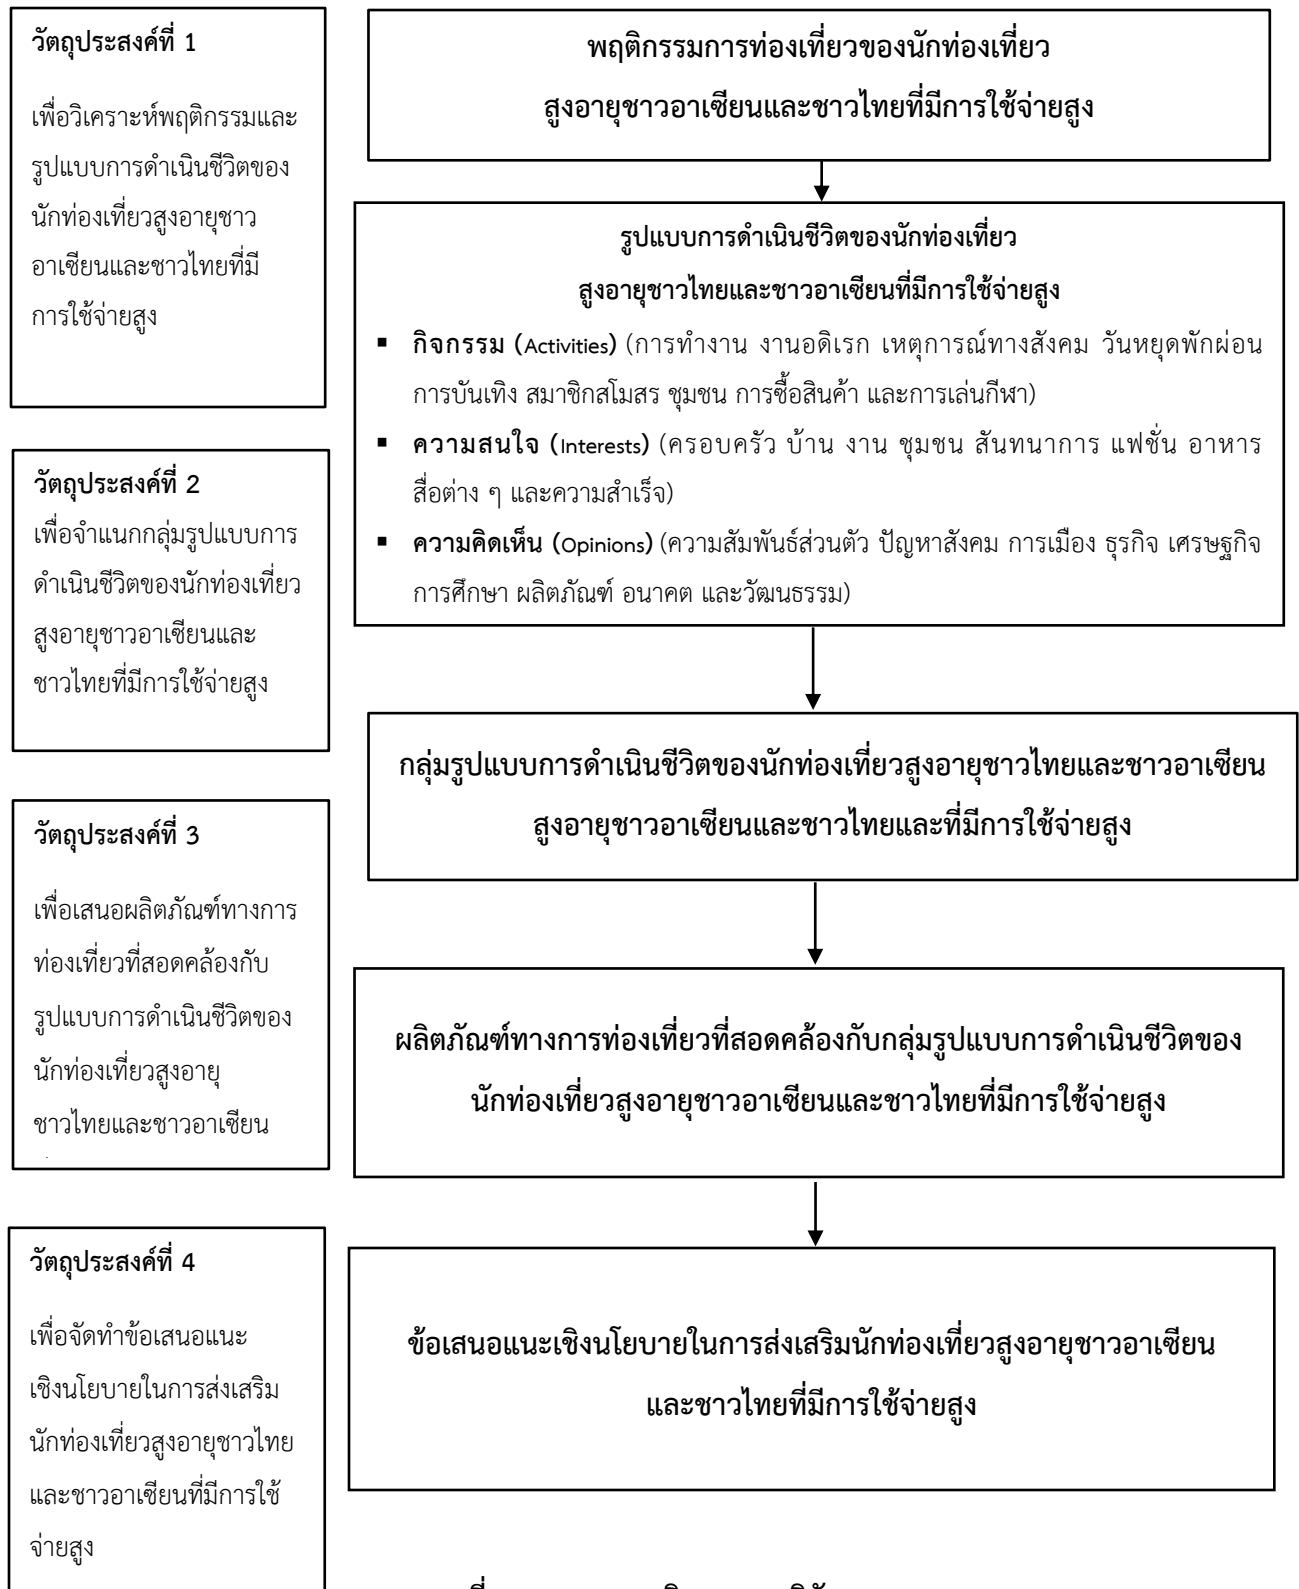 วัตถุประสงค์ที่ 1
เพื่อวิเคราะห์พฤติกรรมและ
รูปแบบการดำเนินชีวิตของ
นักท่องเที่ยวสูงอายุชาว
อาเซียนและชาวไทยที่มี
การใช้จ่ายสูง
พฤติกรรมการท่องเที่ยวของนักท่องเที่ยว
สูงอายุชาวอาเซียนและชาวไทยที่มีการใช้จ่ายสูง
รูปแบบการดำเนินชีวิตของนักท่องเที่ยว
สูงอายุชาวไทยและชาวอาเซียนที่มีการใช้จ่ายสูง
▪ กิจกรรม (Activities) (การทำงาน งานอดิเรก เหตุการณ์ทางสังคม วันหยุดพักผ่อน
การบันเทิง สมาชิกสโมสร ชุมชน การซื้อสินค้า และการเล่นกีฬา)
▪ ความสนใจ (Interests) (ครอบครัว บ้าน งาน ชุมชน สันทนาการ แฟชั่น อาหาร
สื่อต่าง ๆ และความสำเร็จ)
▪ ความคิดเห็น (Opinions) (ความสัมพันธ์ส่วนตัว ปัญหาสังคม การเมือง ธุรกิจ เศรษฐกิจ
การศึกษา ผลิตภัณฑ์ อนาคต และวัฒนธรรม)
วัตถุประสงค์ที่ 2
เพื่อจำแนกกลุ่มรูปแบบการ
ดำเนินชีวิตของนักท่องเที่ยว
สูงอายุชาวอาเซียนและ
ชาวไทยที่มีการใช้จ่ายสูง
กลุ่มรูปแบบการดำเนินชีวิตของนักท่องเที่ยวสูงอายุชาวไทยและชาวอาเซียน
สูงอายุชาวอาเซียนและชาวไทยและที่มีการใช้จ่ายสูง
วัตถุประสงค์ที่ 3
เพื่อเสนอผลิตภัณฑ์ทางการ
ท่องเที่ยวที่สอดคล้องกับ
รูปแบบการดำเนินชีวิตของ
นักท่องเที่ยวสูงอายุ
ชาวไทยและชาวอาเซียน
ผลิตภัณฑ์ทางการท่องเที่ยวที่สอดคล้องกับกลุ่มรูปแบบการดำเนินชีวิตของ
นักท่องเที่ยวสูงอายุชาวอาเซียนและชาวไทยที่มีการใช้จ่ายสูง
วัตถุประสงค์ที่ 4
เพื่อจัดทำข้อเสนอแนะ
เชิงนโยบายในการส่งเสริม
นักท่องเที่ยวสูงอายุชาวไทย
และชาวอาเซียนที่มีการใช้
จ่ายสูง
ข้อเสนอแนะเชิงนโยบายในการส่งเสริมนักท่องเที่ยวสูงอายุชาวอาเซียน
และชาวไทยที่มีการใช้จ่ายสูง